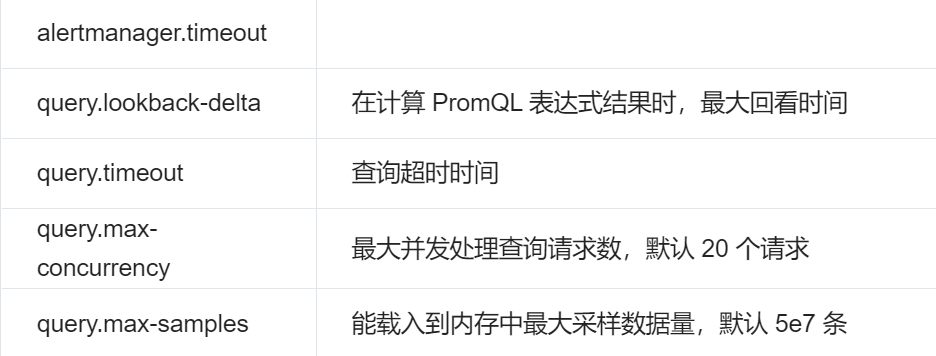 alertmanager.timeout
query.lookback-delta
在计算 PromQL 表达式结果时，最大回看时间
query.timeout
查询超时时间
query.max-
concurrency
最大并发处理查询请求数，默认 20 个请求
query.max-samples
能载入到内存中最大采样数据量，默认 5e7 条